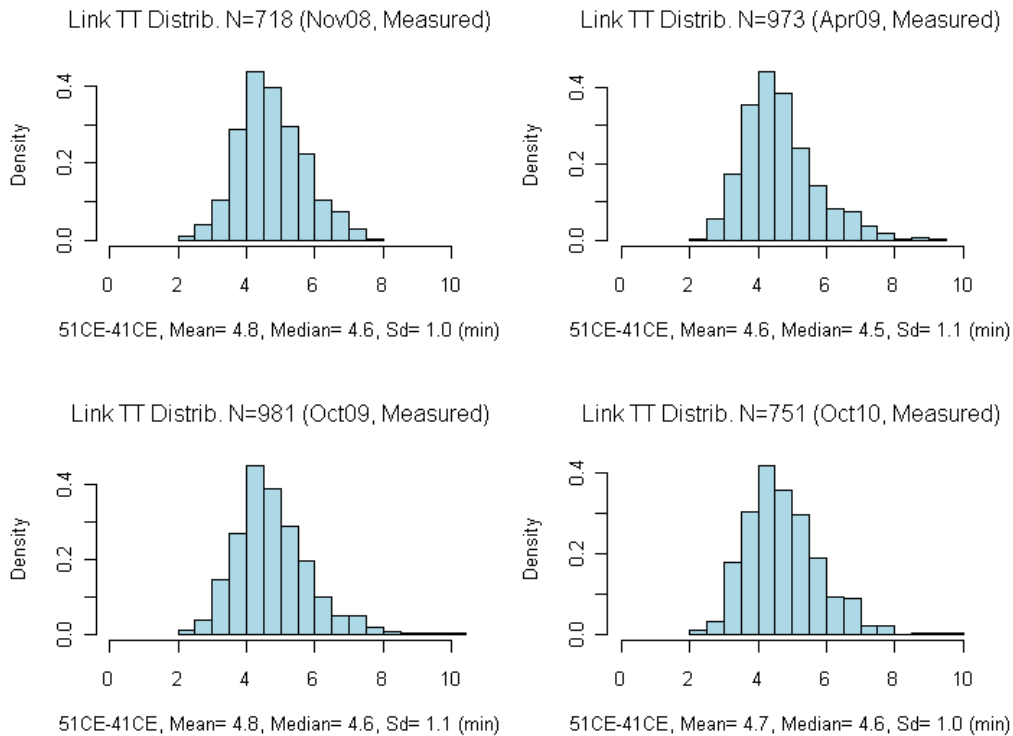 Link TT Distrib. N=718 (Nov08, Measured)
Density
0.0 0.2 0.4
0 2 4 6 8 10
51CE-41CE, Mean= 4.8, Median= 4.6, Sd= 1.0 (min)
Link TT Distrib. N=973 (Apr09, Measured)
Density
0.0 0.2 0.4
0 2 4 6 8 10
51CE-41CE, Mean= 4.6, Median= 4.5, Sd= 1.1 (min)
Link TT Distrib. N=981 (Oct09, Measured)
Density
0.0 0.2 0.4
0 2 4 6 8 10
51CE-41CE, Mean= 4.8, Median= 4.6, Sd= 1.1 (min)
Link TT Distrib. N=751 (Oct10, Measured)
Density
0.0 0.2 0.4
0 2 4 6 8 10
51CE-41CE, Mean= 4.7, Median= 4.6, Sd= 1.0 (min)